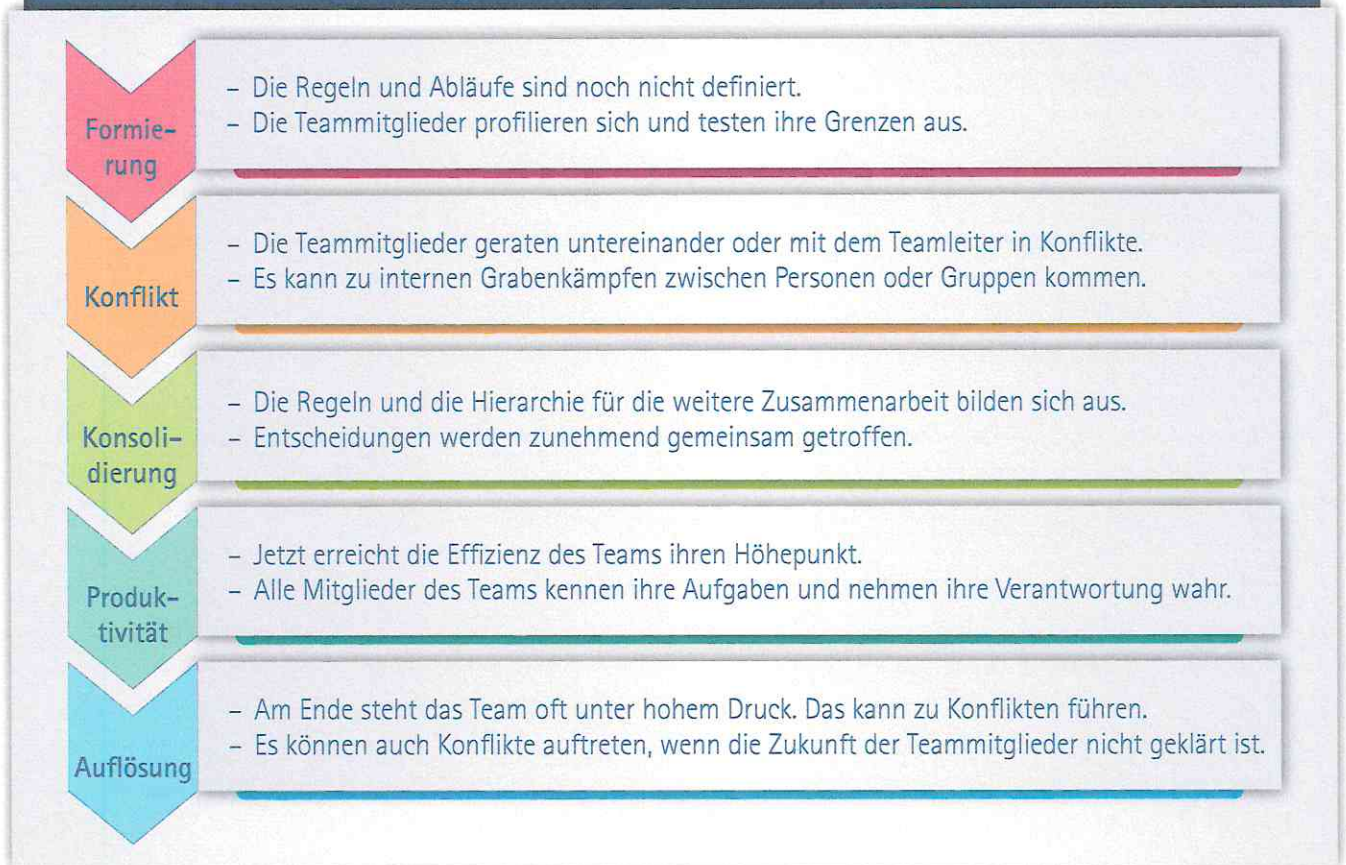 Formie-
rung
– Die Regeln und Abläufe sind noch nicht definiert.
– Die Teammitglieder profilieren sich und testen ihre Grenzen aus.
Konflikt
– Die Teammitglieder geraten untereinander oder mit dem Teamleiter in Konflikte.
– Es kann zu internen Grabenkämpfen zwischen Personen oder Gruppen kommen.
Konsoli-
dierung
– Die Regeln und die Hierarchie für die weitere Zusammenarbeit bilden sich aus.
– Entscheidungen werden zunehmend gemeinsam getroffen.
Produk-
tivität
– Jetzt erreicht die Effizienz des Teams ihren Höhepunkt.
– Alle Mitglieder des Teams kennen ihre Aufgaben und nehmen ihre Verantwortung wahr.
Auflösung
– Am Ende steht das Team oft unter hohem Druck. Das kann zu Konflikten führen.
– Es können auch Konflikte auftreten, wenn die Zukunft der Teammitglieder nicht geklärt ist.